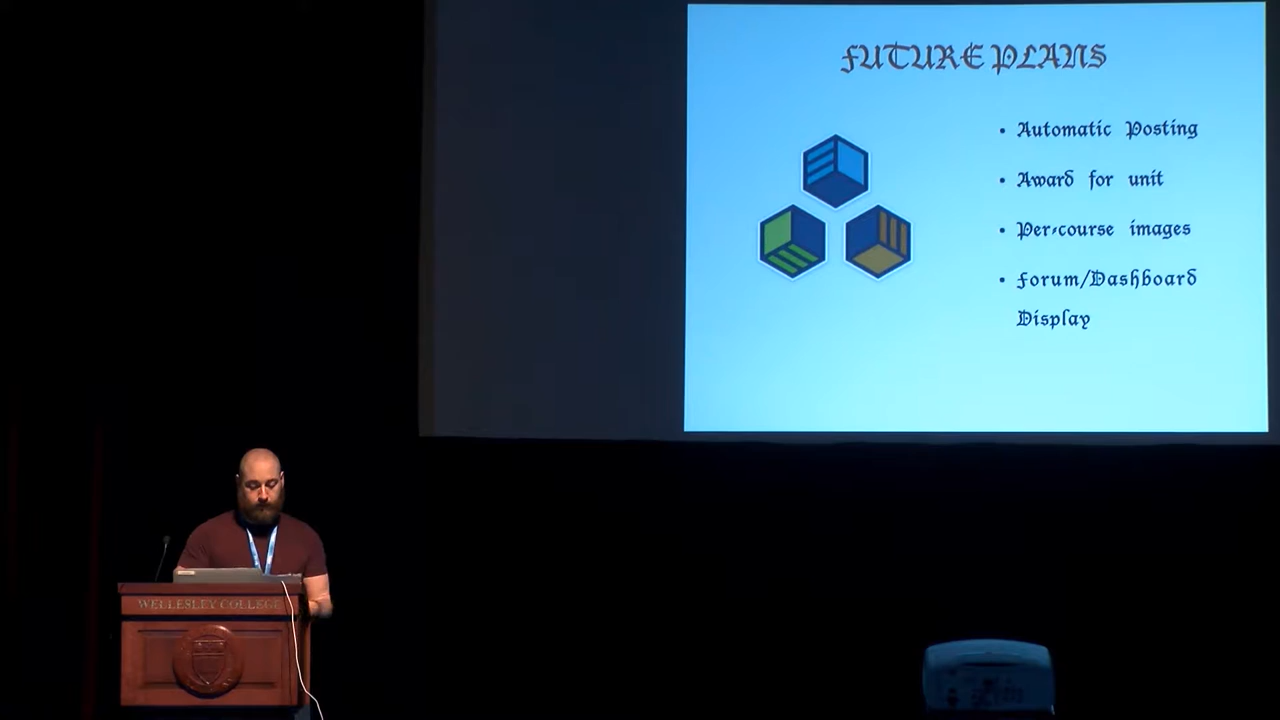 FUTURE PLANS
• Automatic Posting
• Award for unit
• Per-course images
• Forum/Dashboard
Display
WELLESLEY COLLEGE